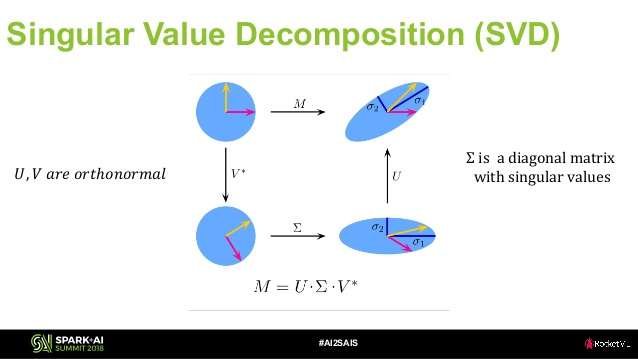 Singular Value Decomposition (SVD)
M
σ2
σ1
U, V are orthonormal
V*
U
Σ is a diagonal matrix
with singular values
Σ
σ2
σ1
M = U · Σ · V*
SPARK+AI
SUMMIT 2018
#AI2SAIS